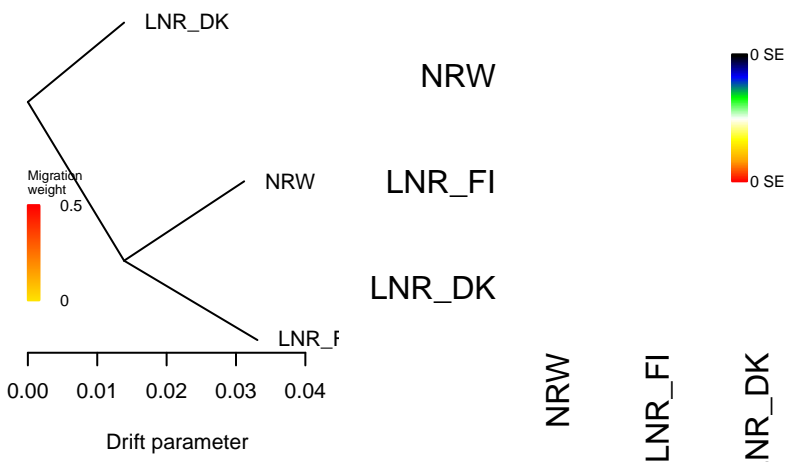 LNR_DK
NRW
LNR_F
Migration
weight
0.5
0
0.00 0.01 0.02 0.03 0.04
Drift parameter
NRW
LNR_FI
LNR_DK
NRW
LNR_FI
NR_DK
0 SE
0 SE